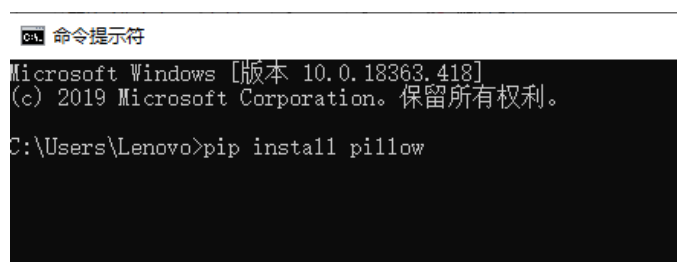 命令提示符
Microsoft Windows [版本 10.0.18363.418]
(c) 2019 Microsoft Corporation。保留所有权利。
C:\Users\Lenovo>pip install pillow